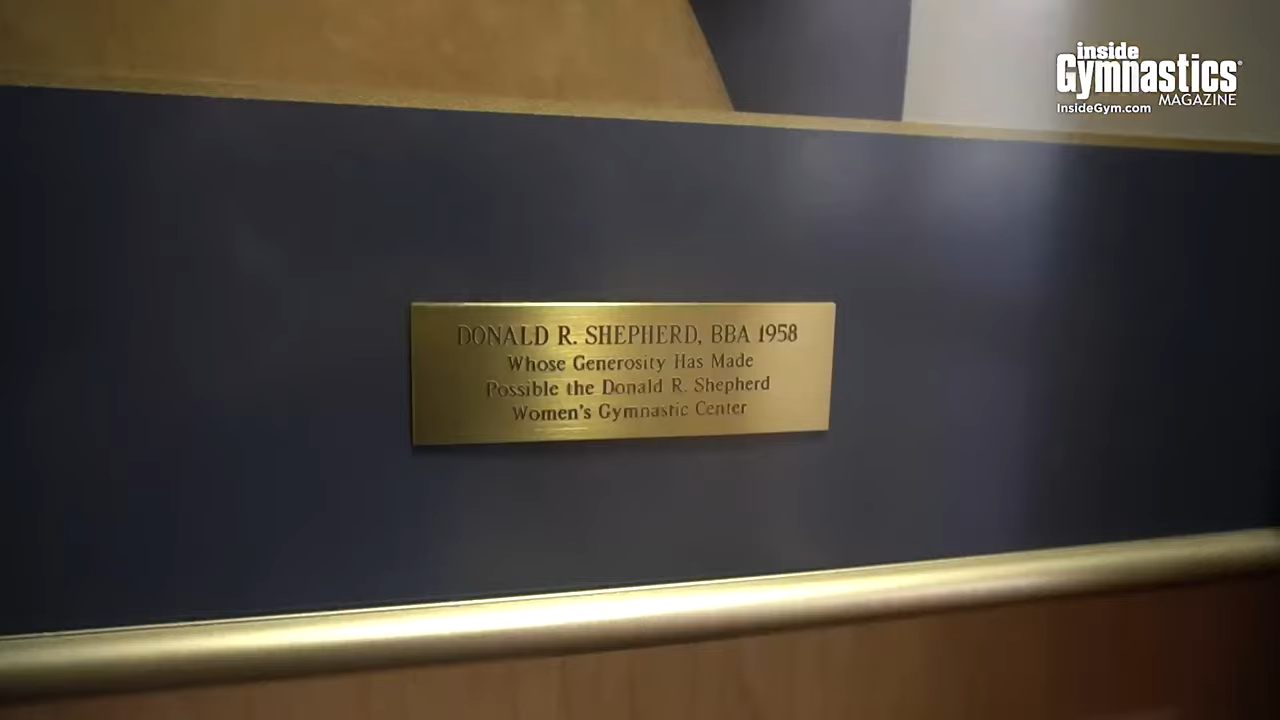 inside
Gymnastics®
MAGAZINE
InsideGym.com
DONALD R. SHEPHERD, BBA 1958
Whose Generosity Has Made
Possible the Donald R. Shepherd
Women's Gymnastic Center